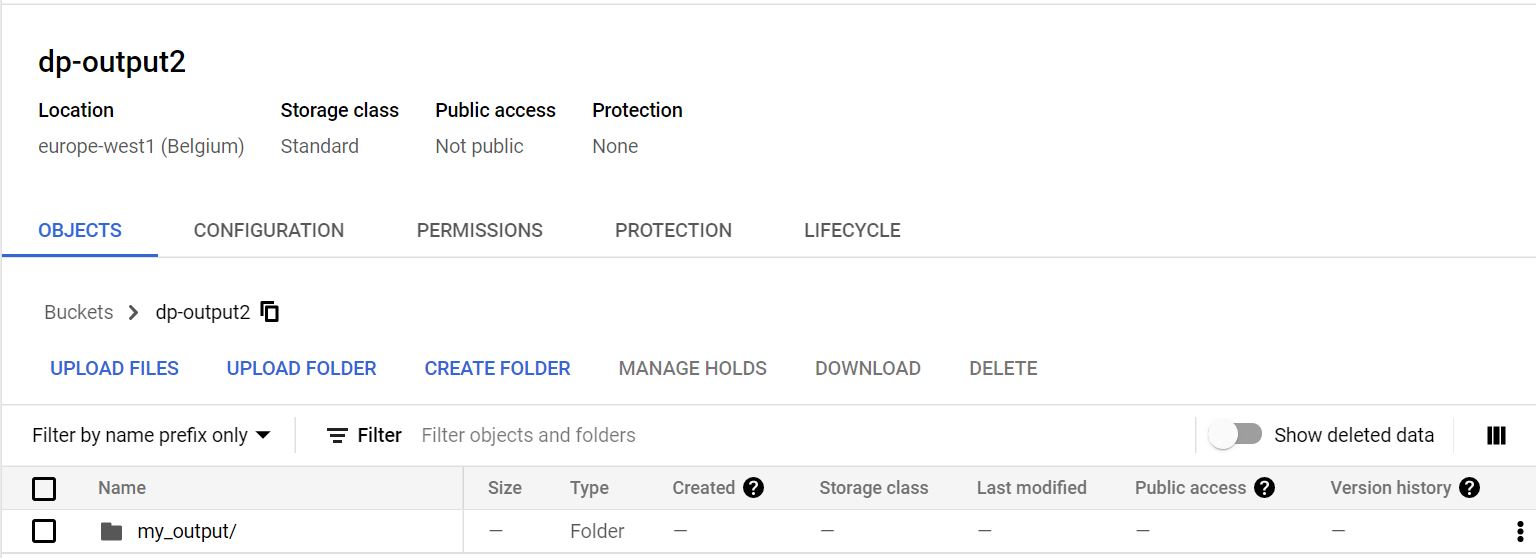 dp-output2
Location Storage class Public access Protection
europe-west1 (Belgium) Standard Not public None
OBJECTS CONFIGURATION PERMISSIONS PROTECTION LIFECYCLE
Buckets > dp-output2
UPLOAD FILES UPLOAD FOLDER CREATE FOLDER MANAGE HOLDS DOWNLOAD DELETE
Filter by name prefix only Filter Filter objects and folders Show deleted data
Name Size Type Created ? Storage class Last modified Public access ? Version history ?
my_output/ — Folder — — — — —